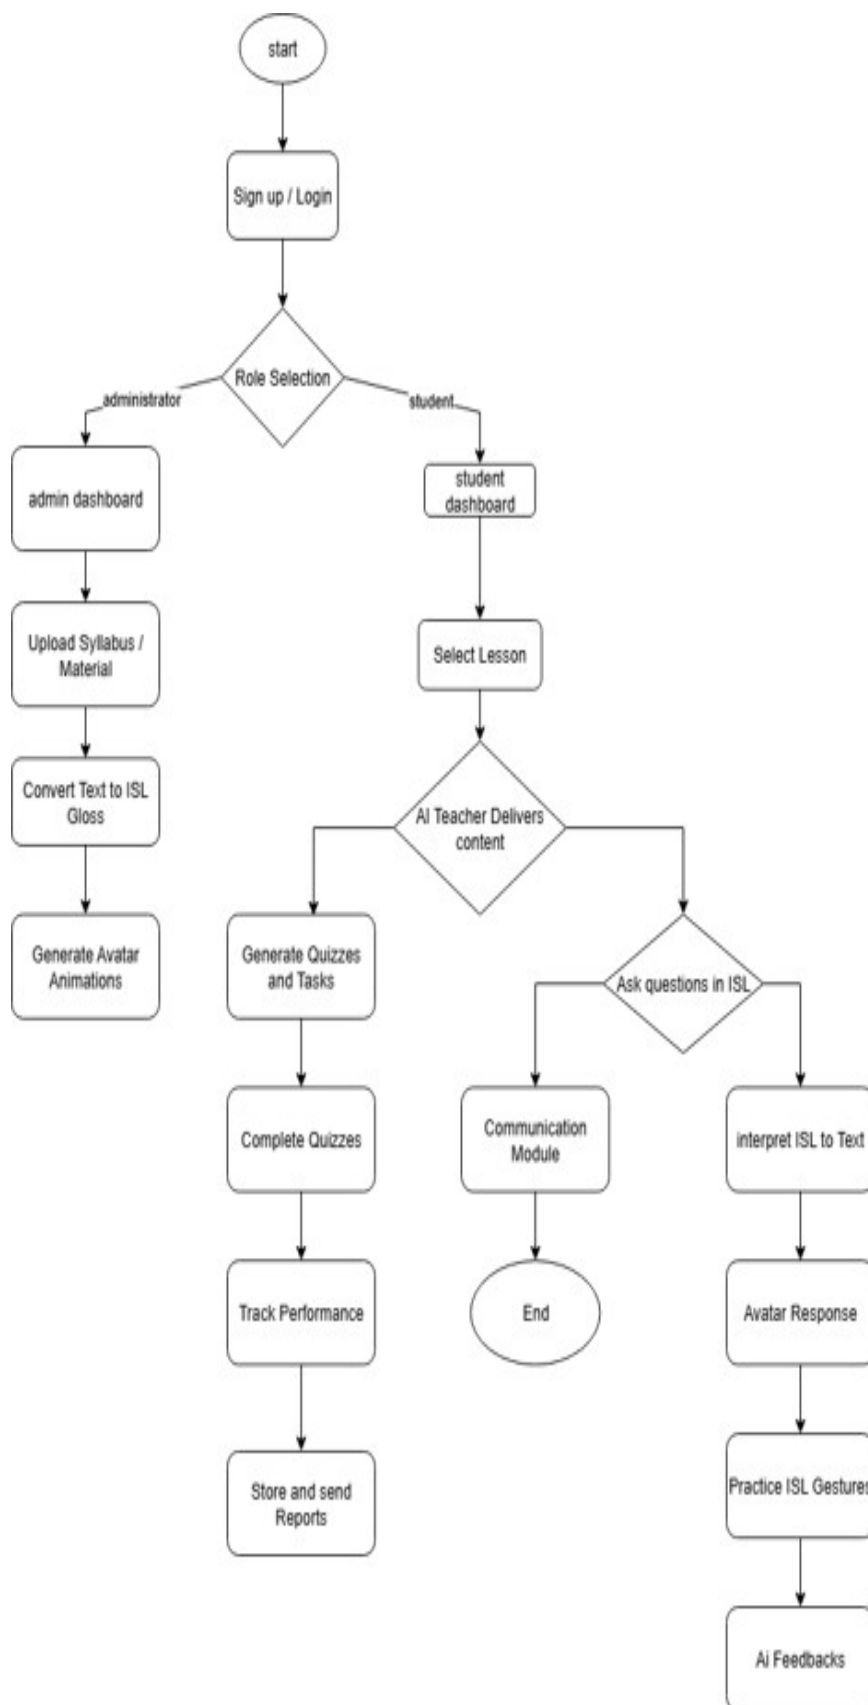 start
Sign up / Login
Role Selection
administrator
student
admin dashboard
student
dashboard
Upload Syllabus /
Material
Select Lesson
Convert Text to ISL
Gloss
AI Teacher Delivers
content
Generate Avatar
Animations
Generate Quizzes
and Tasks
Ask questions in ISL
Complete Quizzes
Communication
Module
interpret ISL to Text
Track Performance
End
Avatar Response
Store and send
Reports
Practice ISL Gestures
Ai Feedbacks